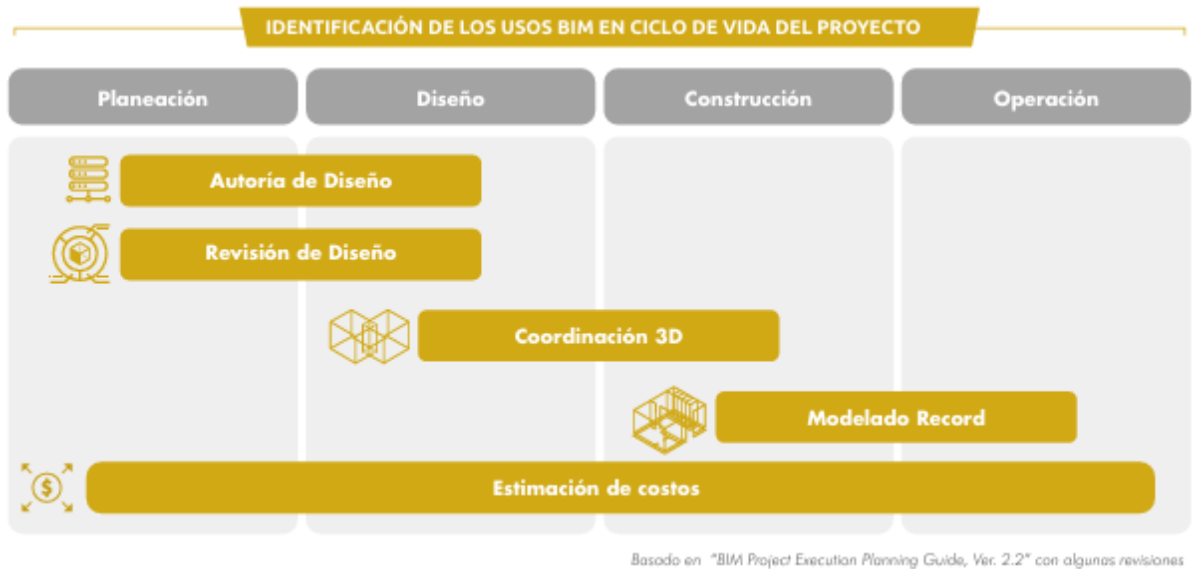 IDENTIFICACIÓN DE LOS USOS BIM EN CICLO DE VIDA DEL PROYECTO
Planeación
Diseño
Construcción
Operación
Autoría de Diseño
Revisión de Diseño
Coordinación 3D
Modelado Record
$
Estimación de costos
Basado en "BIM Project Execution Planning Guide, Ver. 2.2" con algunas revisiones